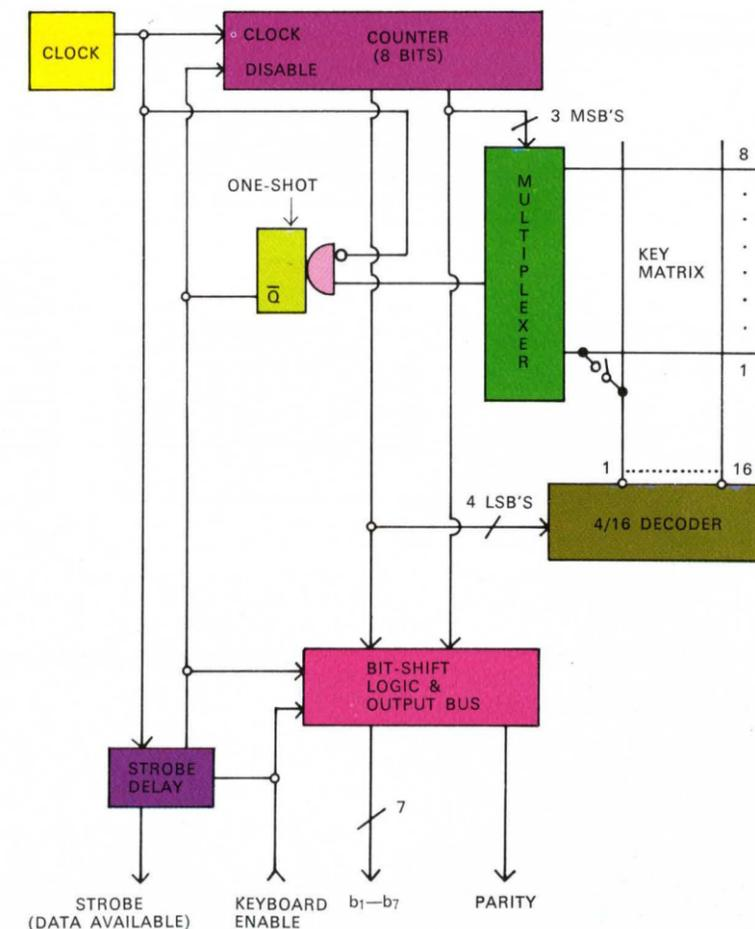 CLOCK
CLOCK
DISABLE
COUNTER
(8 BITS)
3 MSB'S
8
ONE-SHOT
MULTIPLEXER
KEY
MATRIX
Q̅
1
1
16
4 LSB'S
4/16 DECODER
BIT-SHIFT
LOGIC &
OUTPUT BUS
STROBE
DELAY
7
STROBE
(DATA AVAILABLE)
KEYBOARD
ENABLE
b₁—b₇
PARITY